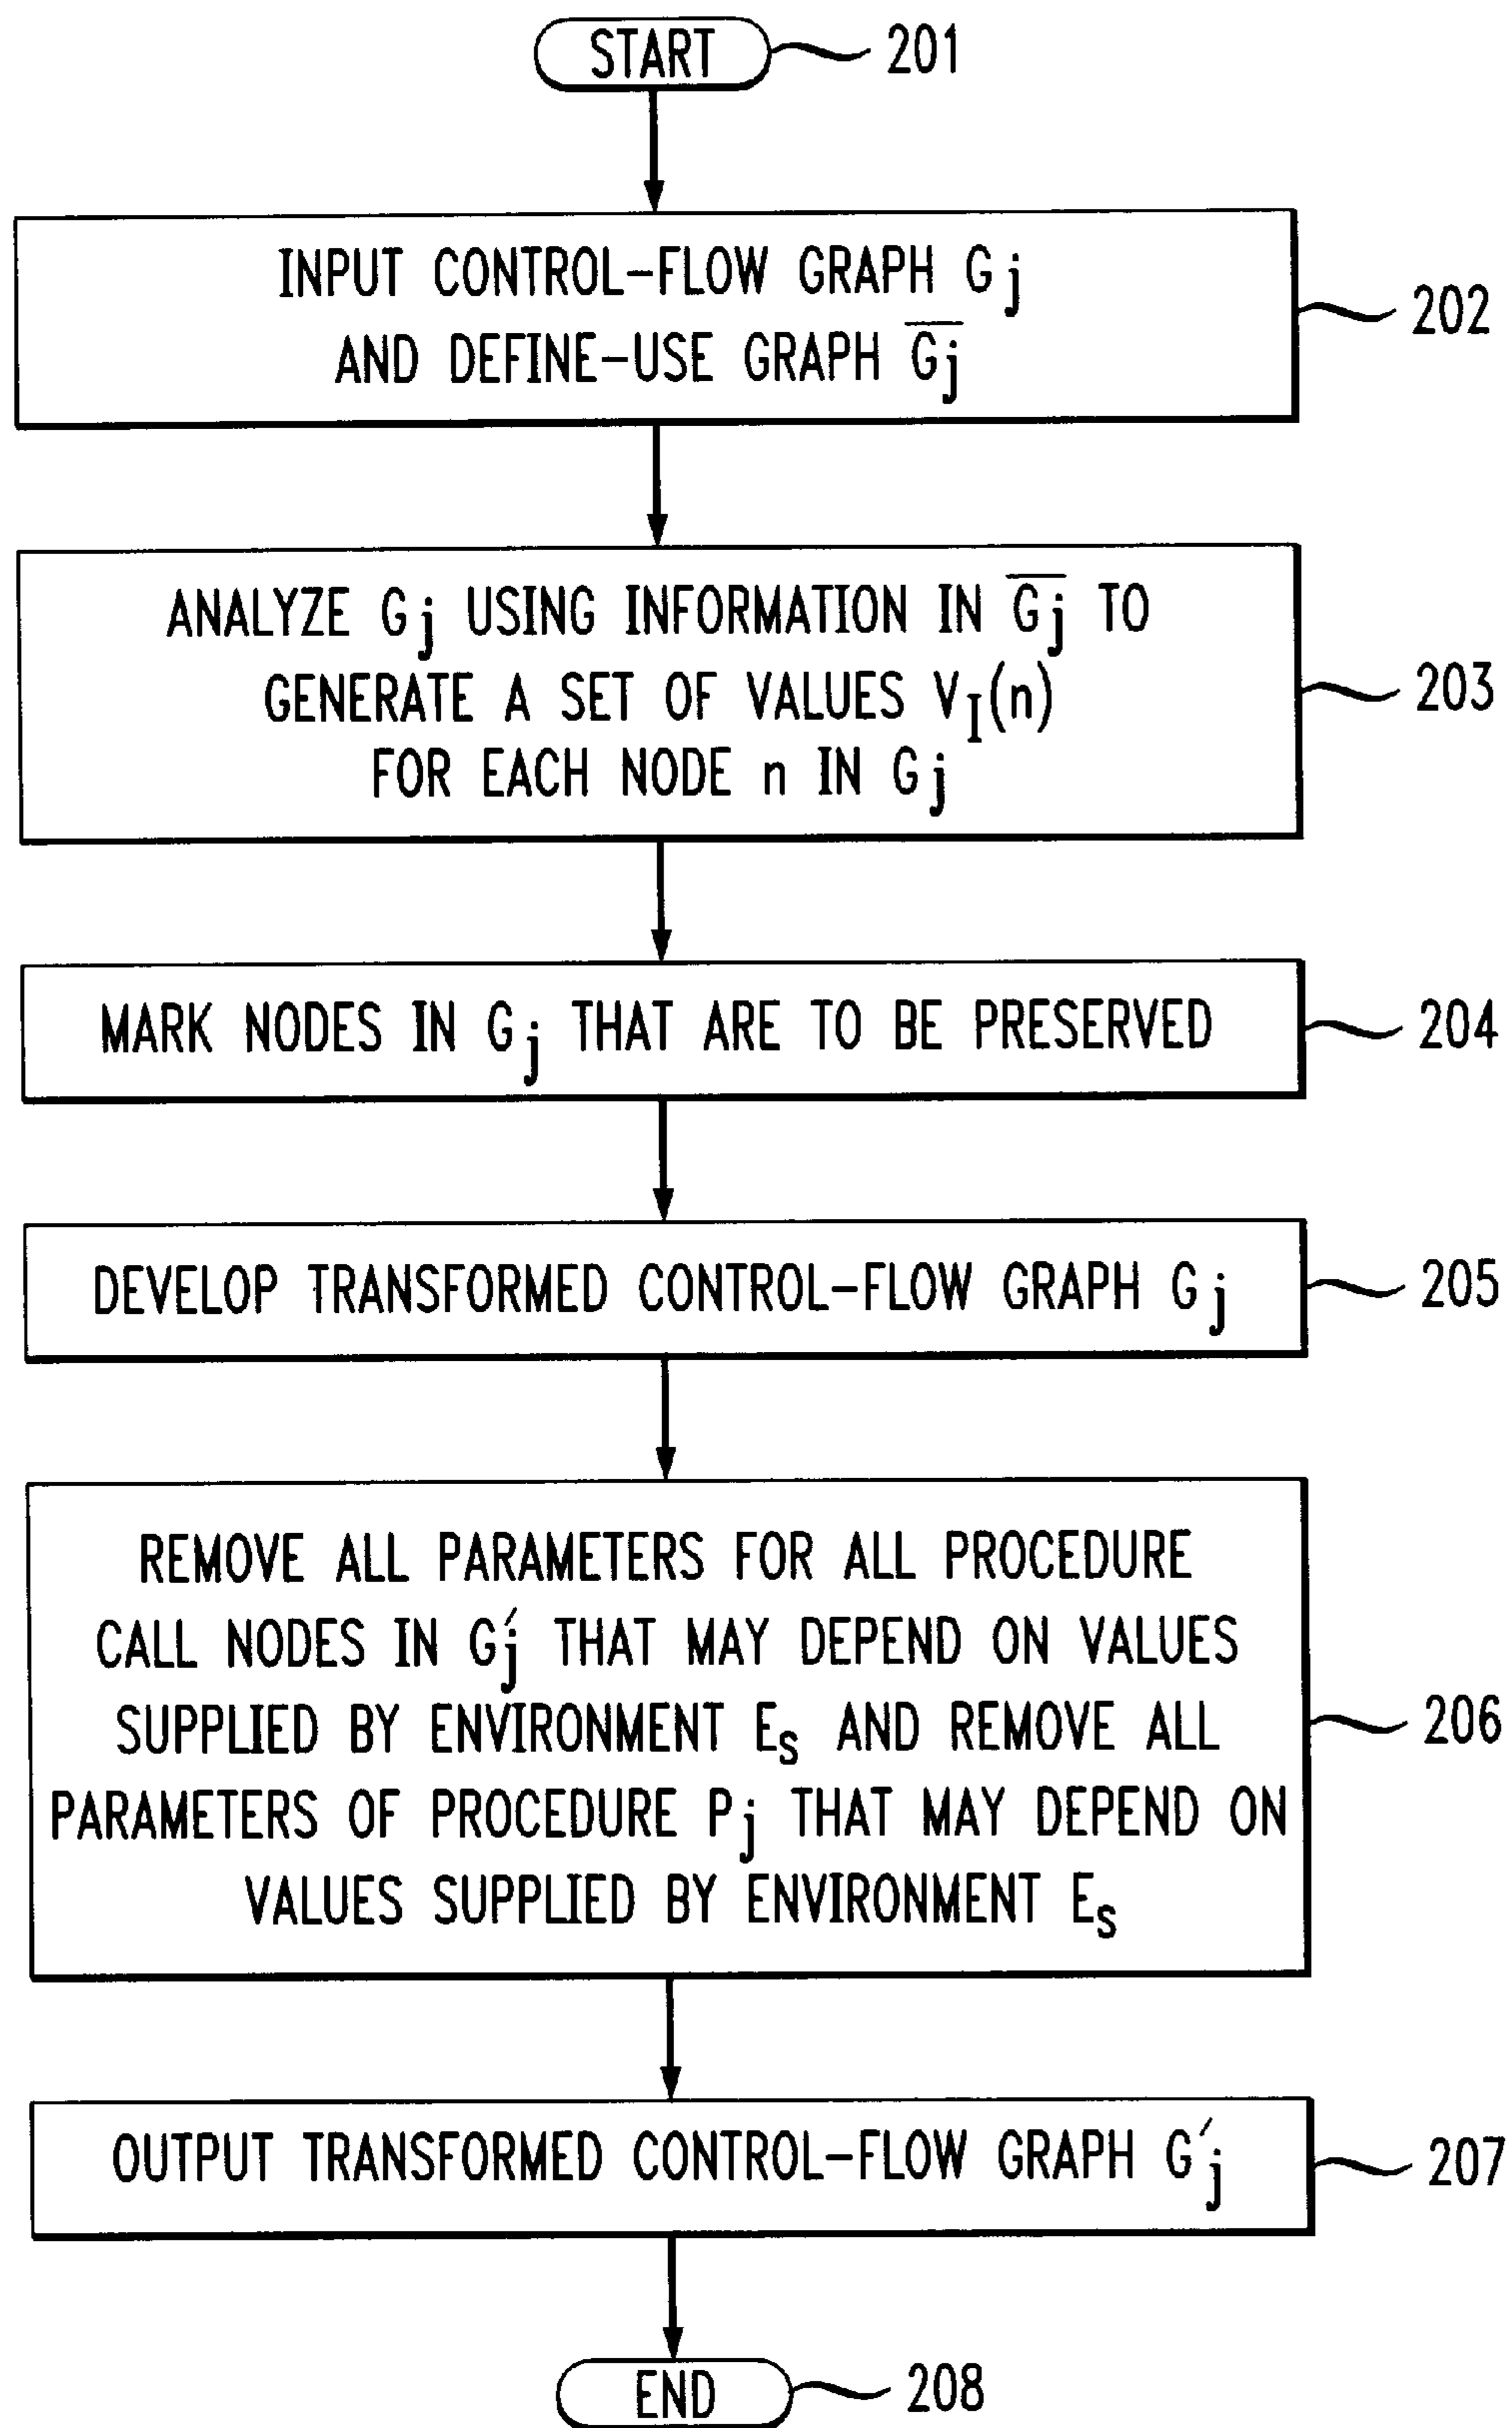 START 201
INPUT CONTROL-FLOW GRAPH Gj
AND DEFINE-USE GRAPH G̅j̅
202
ANALYZE Gj USING INFORMATION IN G̅j̅ TO
GENERATE A SET OF VALUES VI(n)
FOR EACH NODE n IN Gj
203
MARK NODES IN Gj THAT ARE TO BE PRESERVED 204
DEVELOP TRANSFORMED CONTROL-FLOW GRAPH Gj 205
REMOVE ALL PARAMETERS FOR ALL PROCEDURE
CALL NODES IN G′j THAT MAY DEPEND ON VALUES
SUPPLIED BY ENVIRONMENT Es AND REMOVE ALL
PARAMETERS OF PROCEDURE Pj THAT MAY DEPEND ON
VALUES SUPPLIED BY ENVIRONMENT Es
206
OUTPUT TRANSFORMED CONTROL-FLOW GRAPH G′j 207
END 208